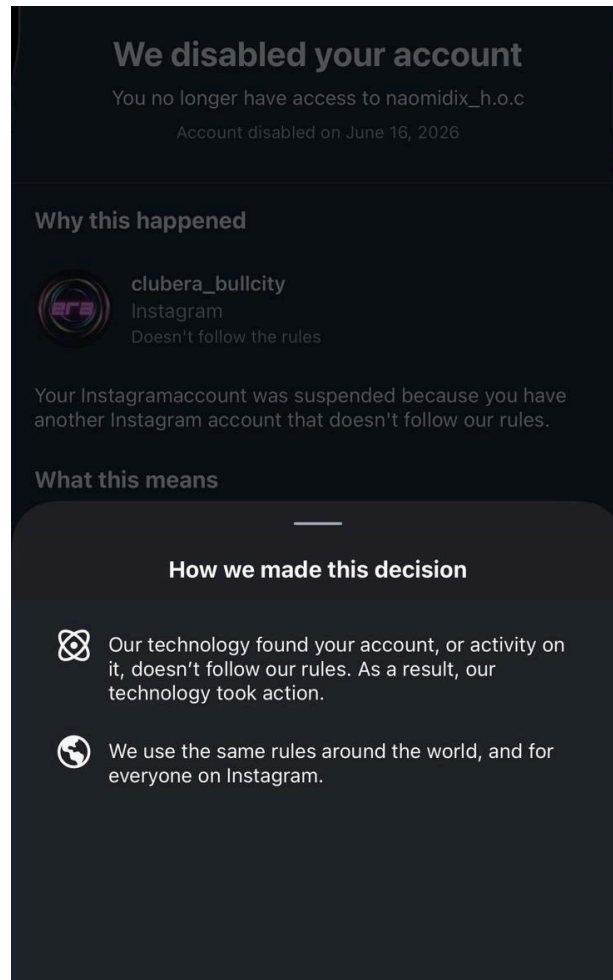 We disabled your account
You no longer have access to naomidix_h.o.c
Account disabled on June 16, 2026
Why this happened
era
clubera_bullcity
Instagram
Doesn't follow the rules
Your Instagramaccount was suspended because you have
another Instagram account that doesn't follow our rules.
What this means
How we made this decision
Our technology found your account, or activity on
it, doesn’t follow our rules. As a result, our
technology took action.
We use the same rules around the world, and for
everyone on Instagram.